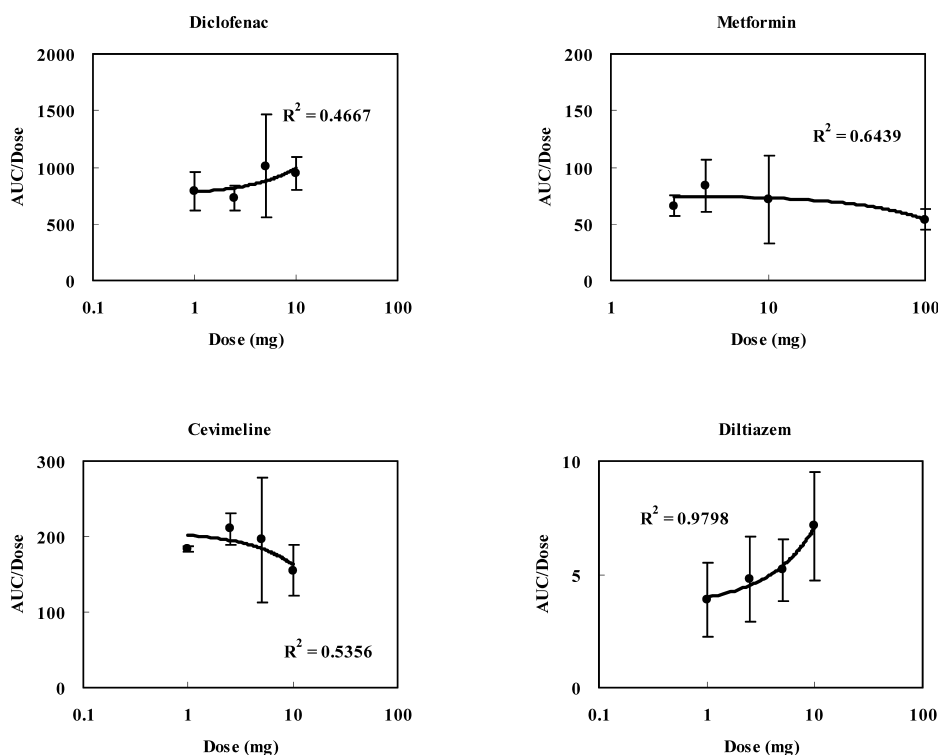 Diclofenac
2000
1500
1000
500
0
AUC/Dose
R² = 0.4667
0.1 1 10 100
Dose (mg)
Metformin
200
150
100
50
0
AUC/Dose
R² = 0.6439
1 10 100
Dose (mg)
Cevimeline
300
200
100
0
AUC/Dose
R² = 0.5356
0.1 1 10 100
Dose (mg)
Diltiazem
10
5
0
AUC/Dose
R² = 0.9798
0.1 1 10 100
Dose (mg)